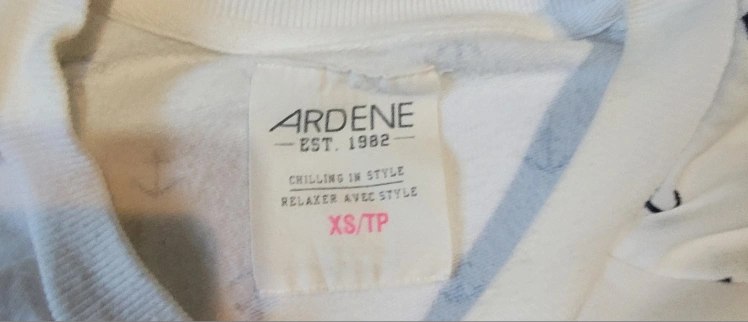 ARDENE
EST. 1982
CHILLING IN STYLE
RELAXER AVEC STYLE
XS/TP